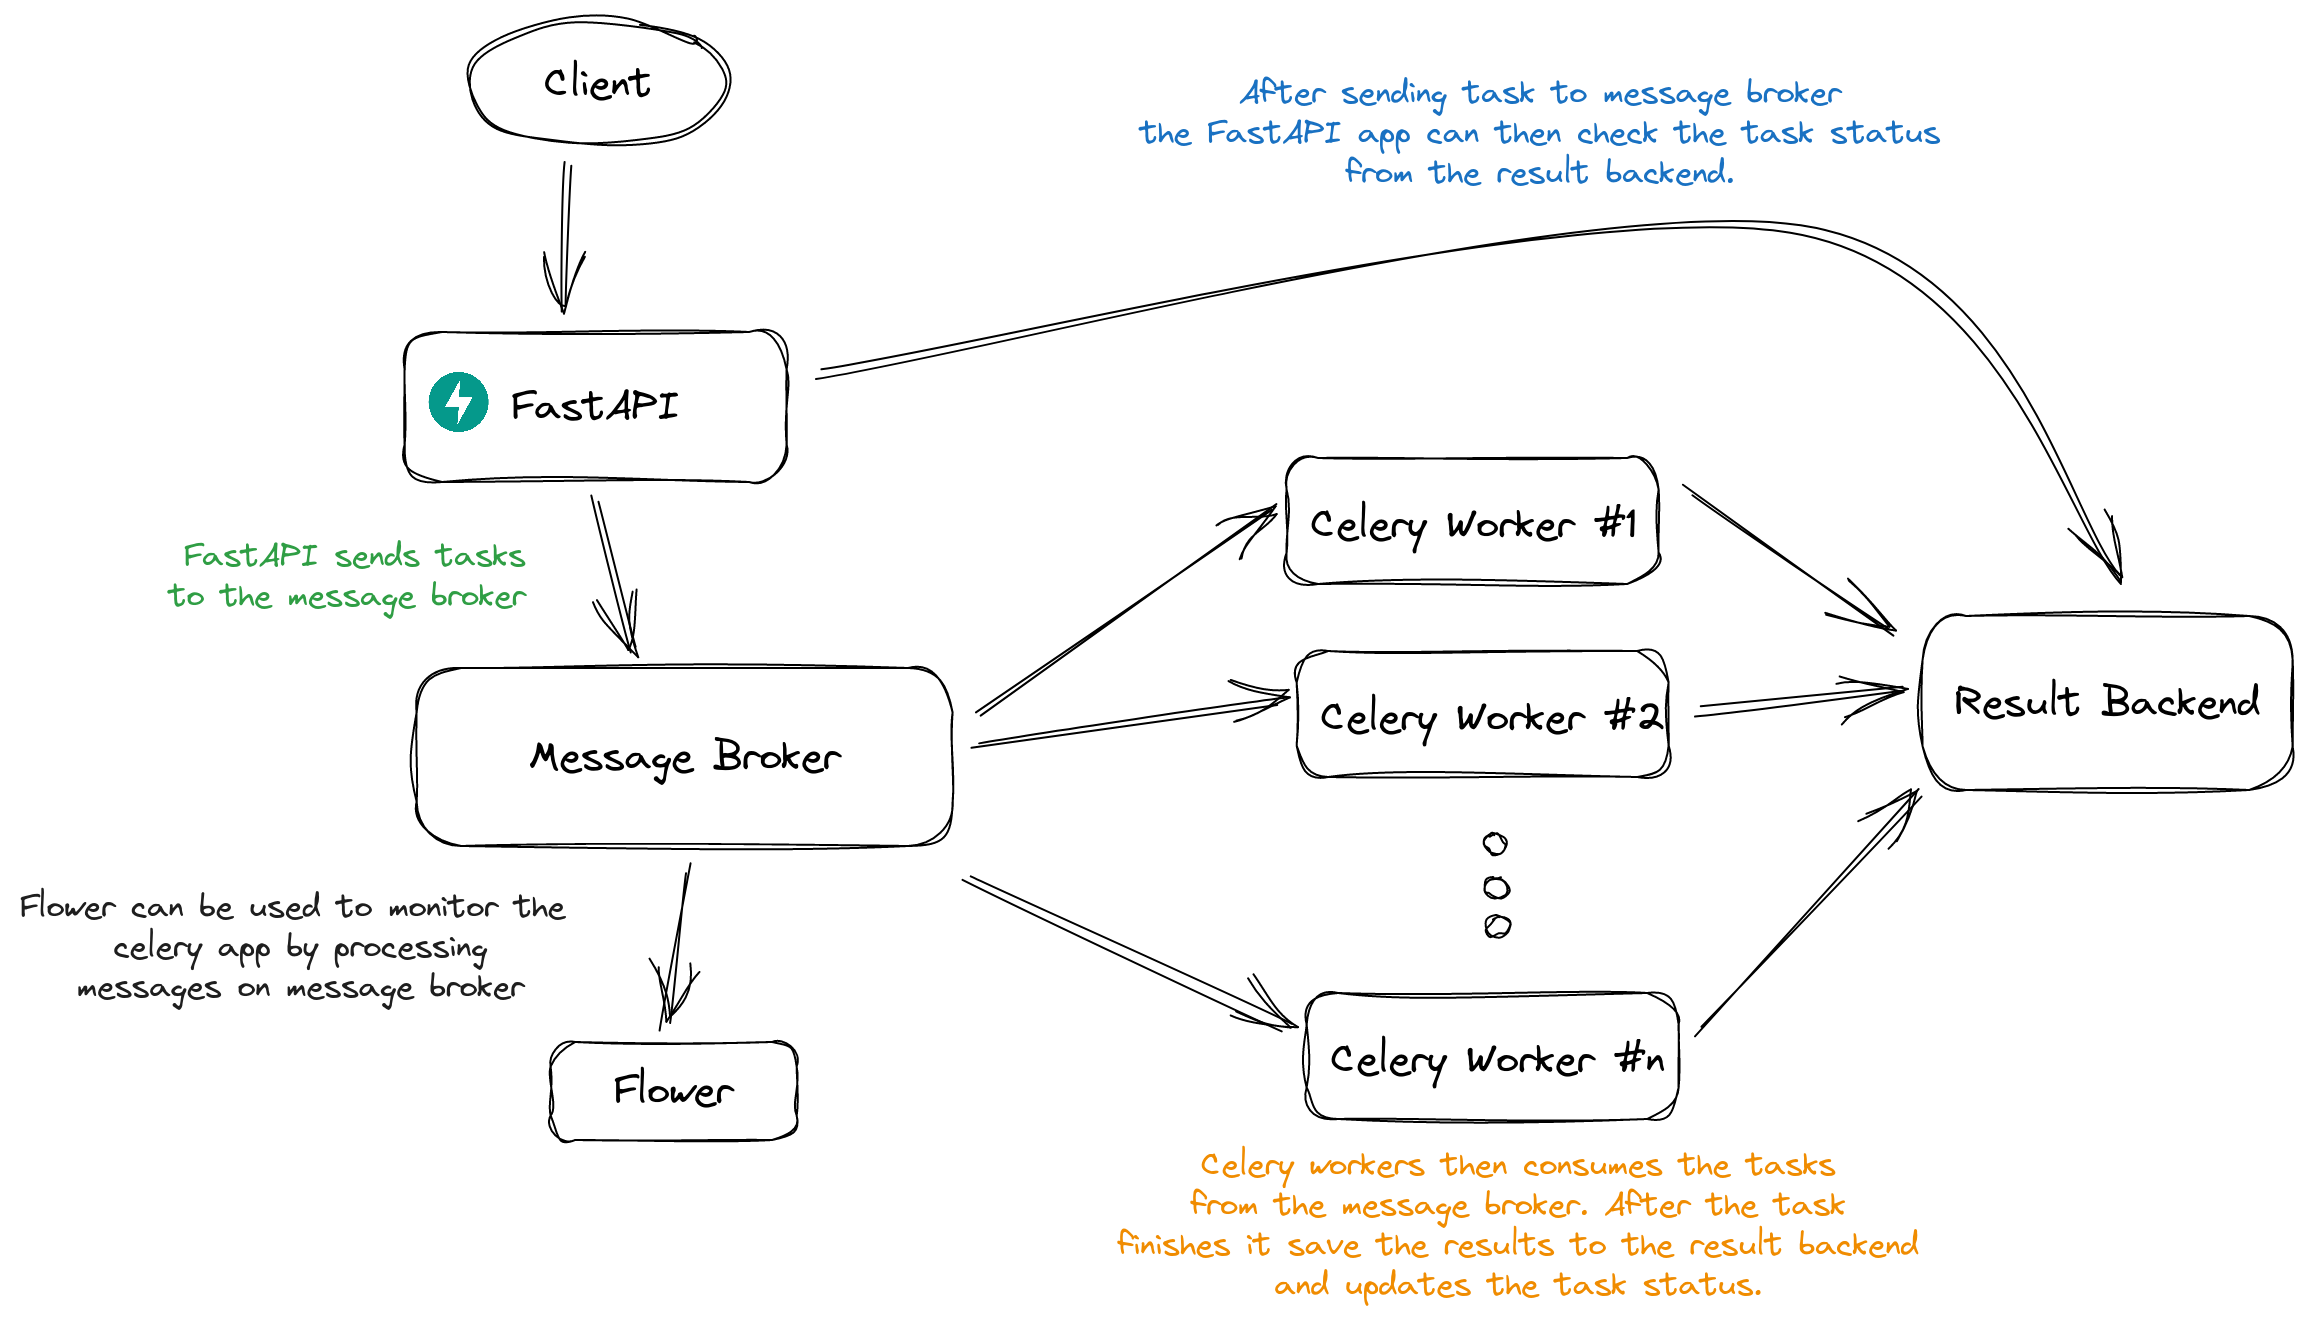 Client
After sending task to message broker
the FastAPI app can then check the task status
from the result backend.
FastAPI
FastAPI sends tasks
to the message broker
Celery Worker #1
Celery Worker #2
Result Backend
Message Broker
Flower can be used to monitor the
celery app by processing
messages on message broker
Flower
Celery Worker #n
Celery workers then consumes the tasks
from the message broker. After the task
finishes it save the results to the result backend
and updates the task status.